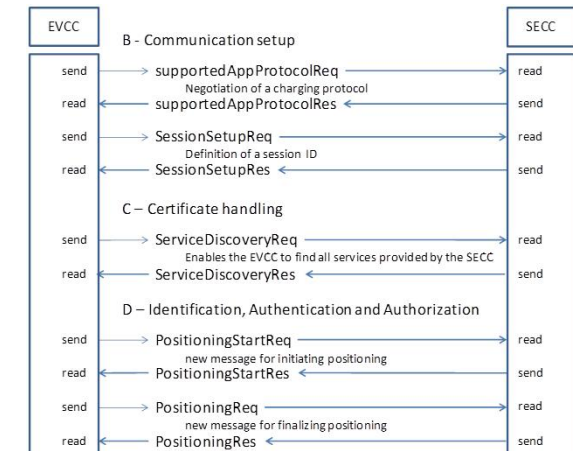 EVCC
SECC
B - Communication setup
send supportedAppProtocolReq read
Negotiation of a charging protocol
read supportedAppProtocolRes send
send SessionSetupReq read
Definition of a session ID
read SessionSetupRes send
C – Certificate handling
send ServiceDiscoveryReq read
Enables the EVCC to find all services provided by the SECC
read ServiceDiscoveryRes send
D – Identification, Authentication and Authorization
send PositioningStartReq read
new message for initiating positioning
read PositioningStartRes send
send PositioningReq read
new message for finalizing positioning
read PositioningRes send